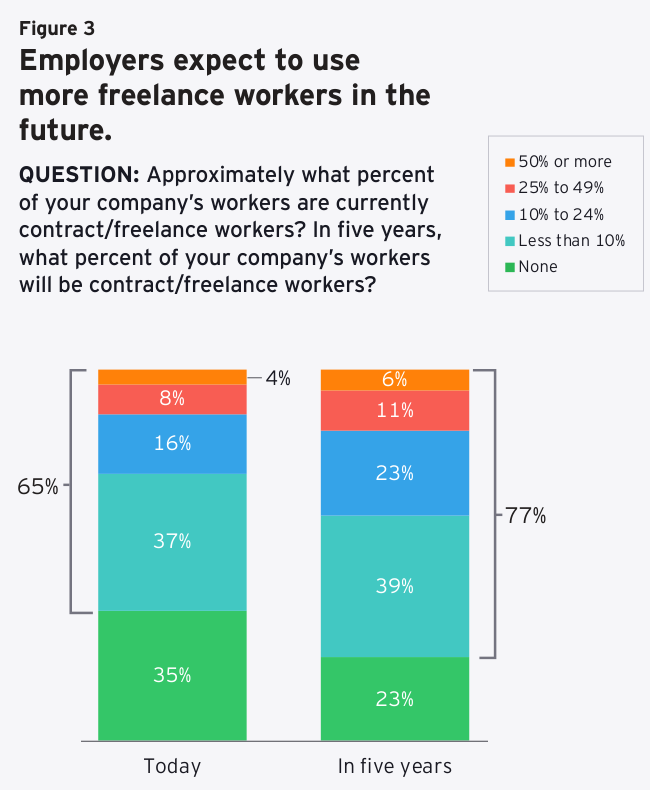 Figure 3
Employers expect to use
more freelance workers in the
future.
QUESTION: Approximately what percent
of your company’s workers are currently
contract/freelance workers? In five years,
what percent of your company’s workers
will be contract/freelance workers?
50% or more
25% to 49%
10% to 24%
Less than 10%
None
4%
8%
16%
65%
37%
35%
6%
11%
23%
77%
39%
23%
Today
In five years